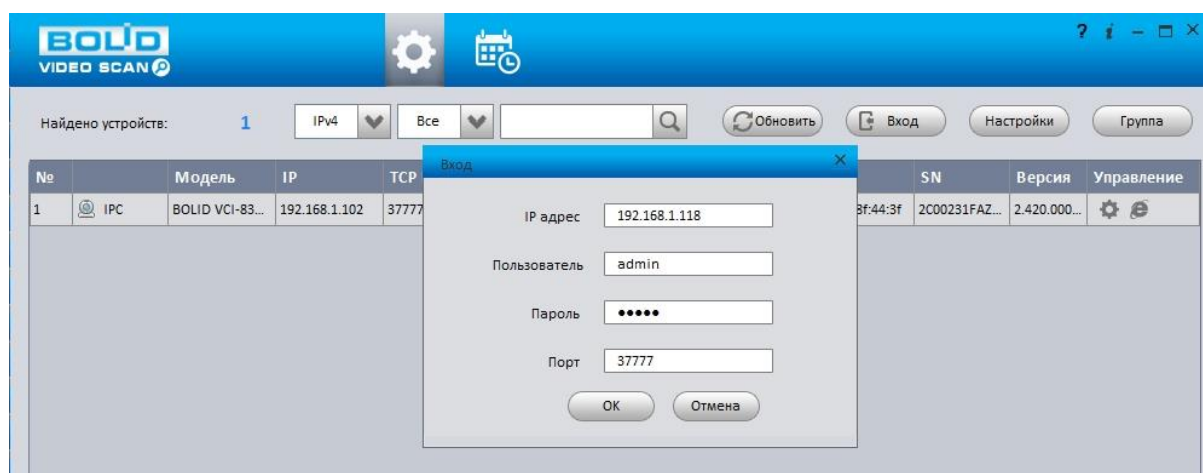 BOLID
VIDEO SCAN
? i
Найдено устройств: 1 IPv4 Все Обновить Вход Настройки Группа
№ Модель IP TCP SN Версия Управление
1 IPC BOLID VCI-83... 192.168.1.102 37777 3f:44:3f 2C00231FAZ... 2.420.000...
Вход
IP адрес 192.168.1.118
Пользователь admin
Пароль •••••
Порт 37777
OK Отмена